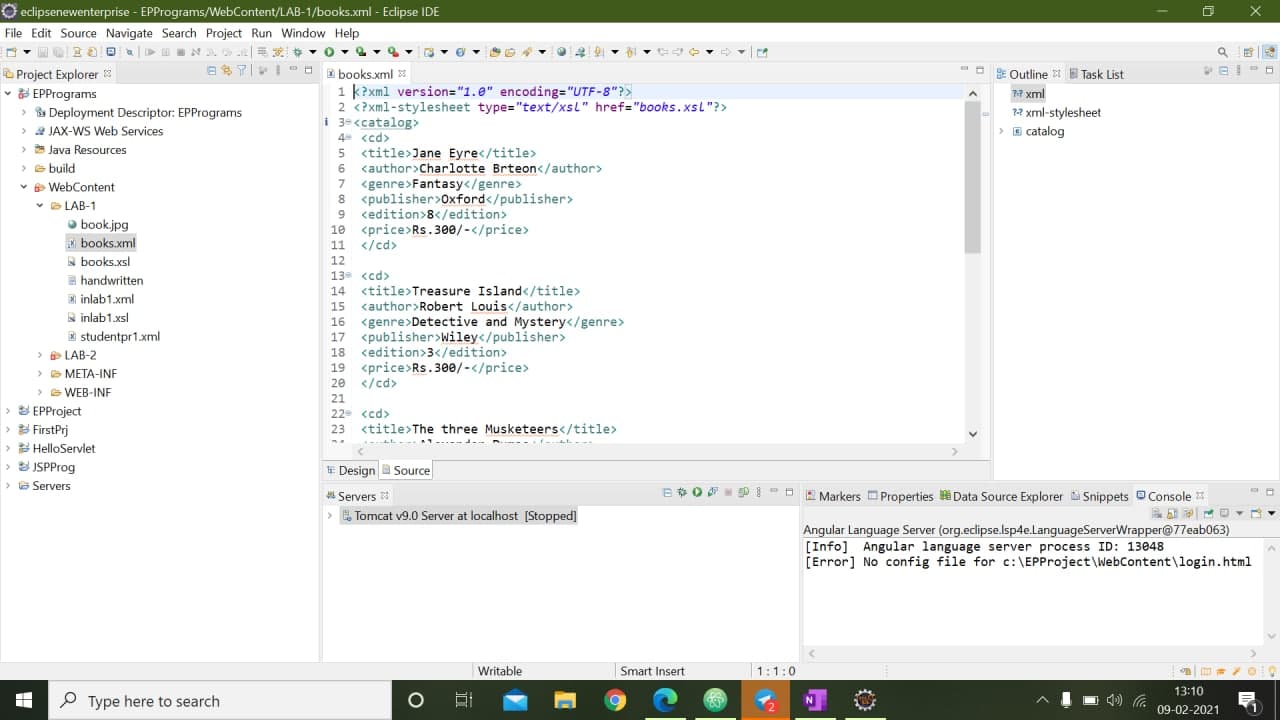 eclipsenewenterprise - EPPrograms/WebContent/LAB-1/books.xml - Eclipse IDE
File Edit Source Navigate Search Project Run Window Help
Project Explorer
EPPrograms
Deployment Descriptor: EPPrograms
JAX-WS Web Services
Java Resources
build
WebContent
LAB-1
book.jpg
books.xml
books.xsl
handwritten
inlab1.xml
inlab1.xsl
studentpr1.xml
LAB-2
META-INF
WEB-INF
EPProject
FirstPrj
HelloServlet
JSPProg
Servers
books.xml
1 <?xml version="1.0" encoding="UTF-8"?>
2 <?xml-stylesheet type="text/xsl" href="books.xsl"?>
3 <catalog>
4 <cd>
5 <title>Jane Eyre</title>
6 <author>Charlotte Brteon</author>
7 <genre>Fantasy</genre>
8 <publisher>Oxford</publisher>
9 <edition>8</edition>
10 <price>Rs.300/-</price>
11 </cd>
12
13 <cd>
14 <title>Treasure Island</title>
15 <author>Robert Louis</author>
16 <genre>Detective and Mystery</genre>
17 <publisher>Wiley</publisher>
18 <edition>3</edition>
19 <price>Rs.300/-</price>
20 </cd>
21
22 <cd>
23 <title>The three Musketeers</title>
Design Source
Outline Task List
xml
xml-stylesheet
catalog
Servers
Tomcat v9.0 Server at localhost [Stopped]
Markers Properties Data Source Explorer Snippets Console
Angular Language Server (org.eclipse.lsp4e.LanguageServerWrapper@77eab063)
[Info] Angular language server process ID: 13048
[Error] No config file for c:\EPProject\WebContent\login.html
Writable Smart Insert 1 : 1 : 0
Type here to search
2
13:10
09-02-2021
1